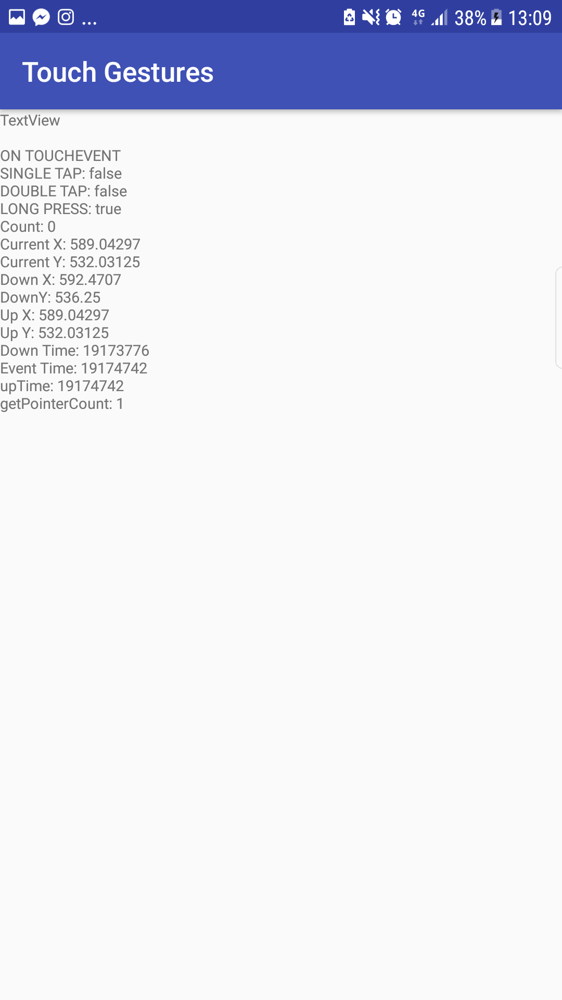 ... 4G 38% 13:09
Touch Gestures
TextView
ON TOUCHEVENT
SINGLE TAP: false
DOUBLE TAP: false
LONG PRESS: true
Count: 0
Current X: 589.04297
Current Y: 532.03125
Down X: 592.4707
DownY: 536.25
Up X: 589.04297
Up Y: 532.03125
Down Time: 19173776
Event Time: 19174742
upTime: 19174742
getPointerCount: 1